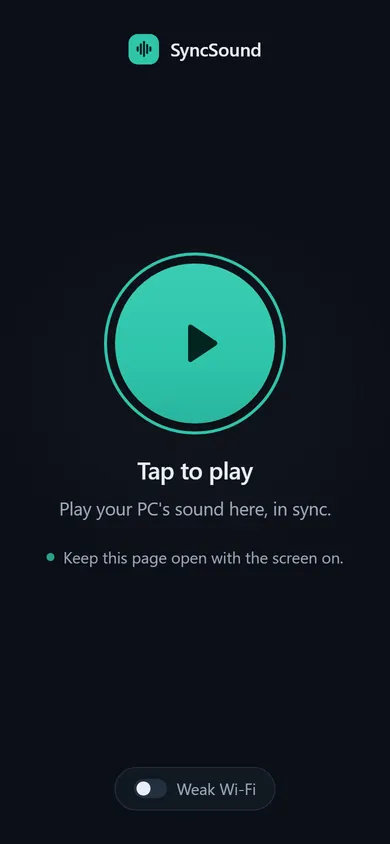 SyncSound
Tap to play
Play your PC's sound here, in sync.
Keep this page open with the screen on.
Weak Wi-Fi